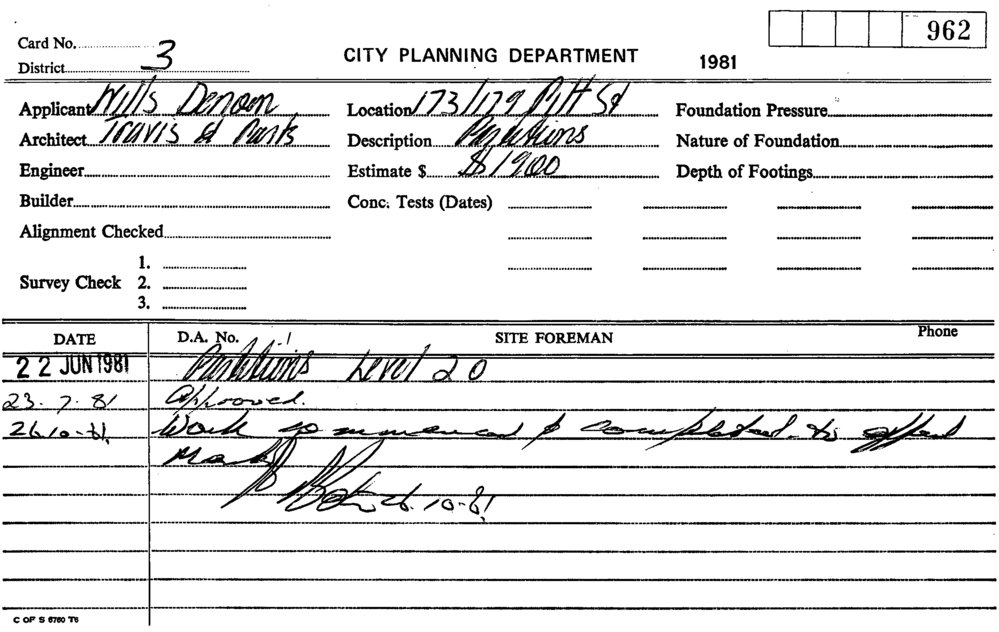 962
Card No.
District 3
CITY PLANNING DEPARTMENT 1981
Applicant Wills Denoon Location 173/179 Pitt St Foundation Pressure
Architect Travis & Parts Description Partitions Nature of Foundation
Engineer Estimate $ $1900 Depth of Footings
Builder Conc. Tests (Dates)
Alignment Checked
Survey Check 1.
2.
3.
DATE D.A. No. SITE FOREMAN Phone
22 JUN 1981 Partitions Level 20
23.7.81 Approved.
26.10.81 Work commenced & completed to
26.10.81
C OF S 6760 T6